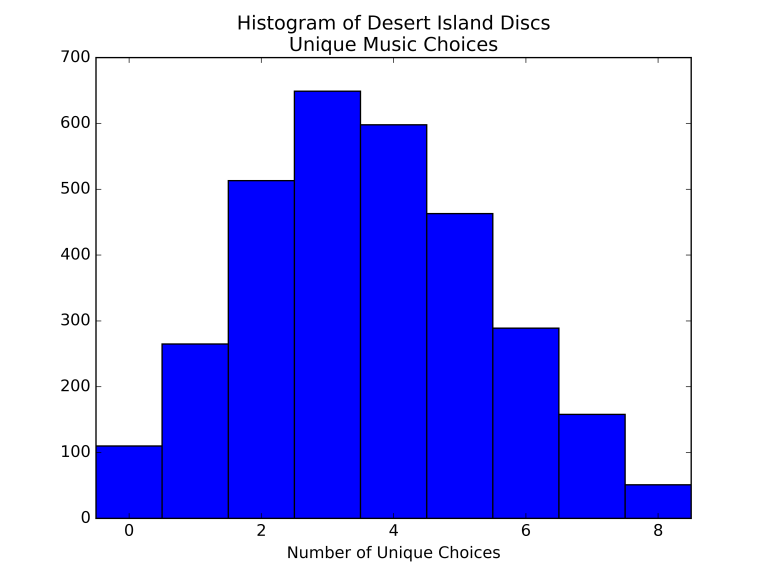 Histogram of Desert Island Discs
Unique Music Choices
700
600
500
400
300
200
100
0
0 2 4 6 8
Number of Unique Choices